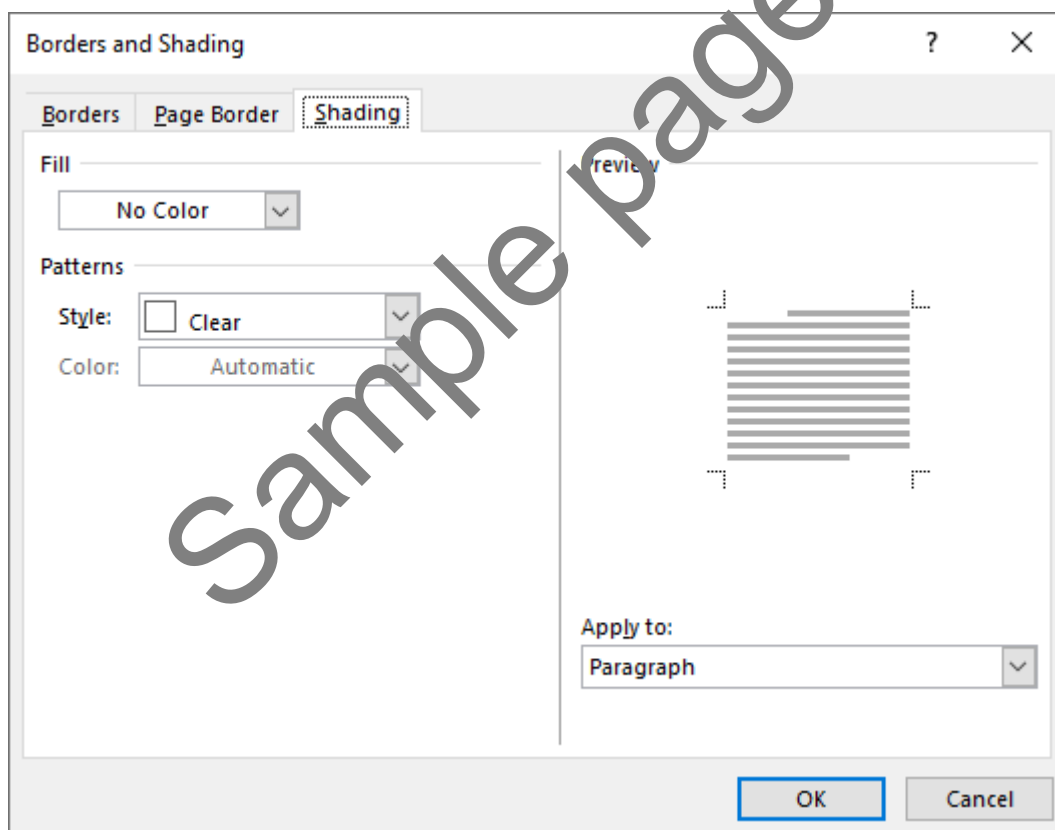 Borders and Shading ?
Borders Page Border Shading
Fill
No Color
Patterns
Style: Clear
Color: Automatic
Preview
Apply to:
Paragraph
OK Cancel
Sample page